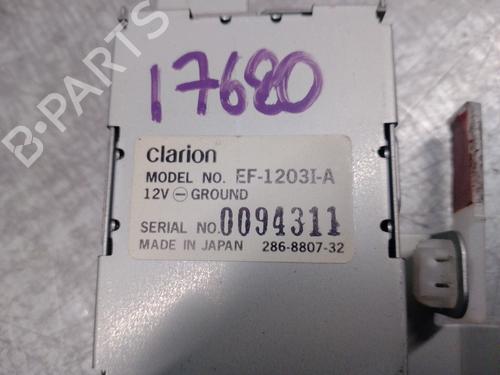 17680
clarion
MODEL NO. EF-1203I-A
12V ⊖ GROUND
SERIAL NO. 0094311
MADE IN JAPAN 286-8807-32
B-PARTS